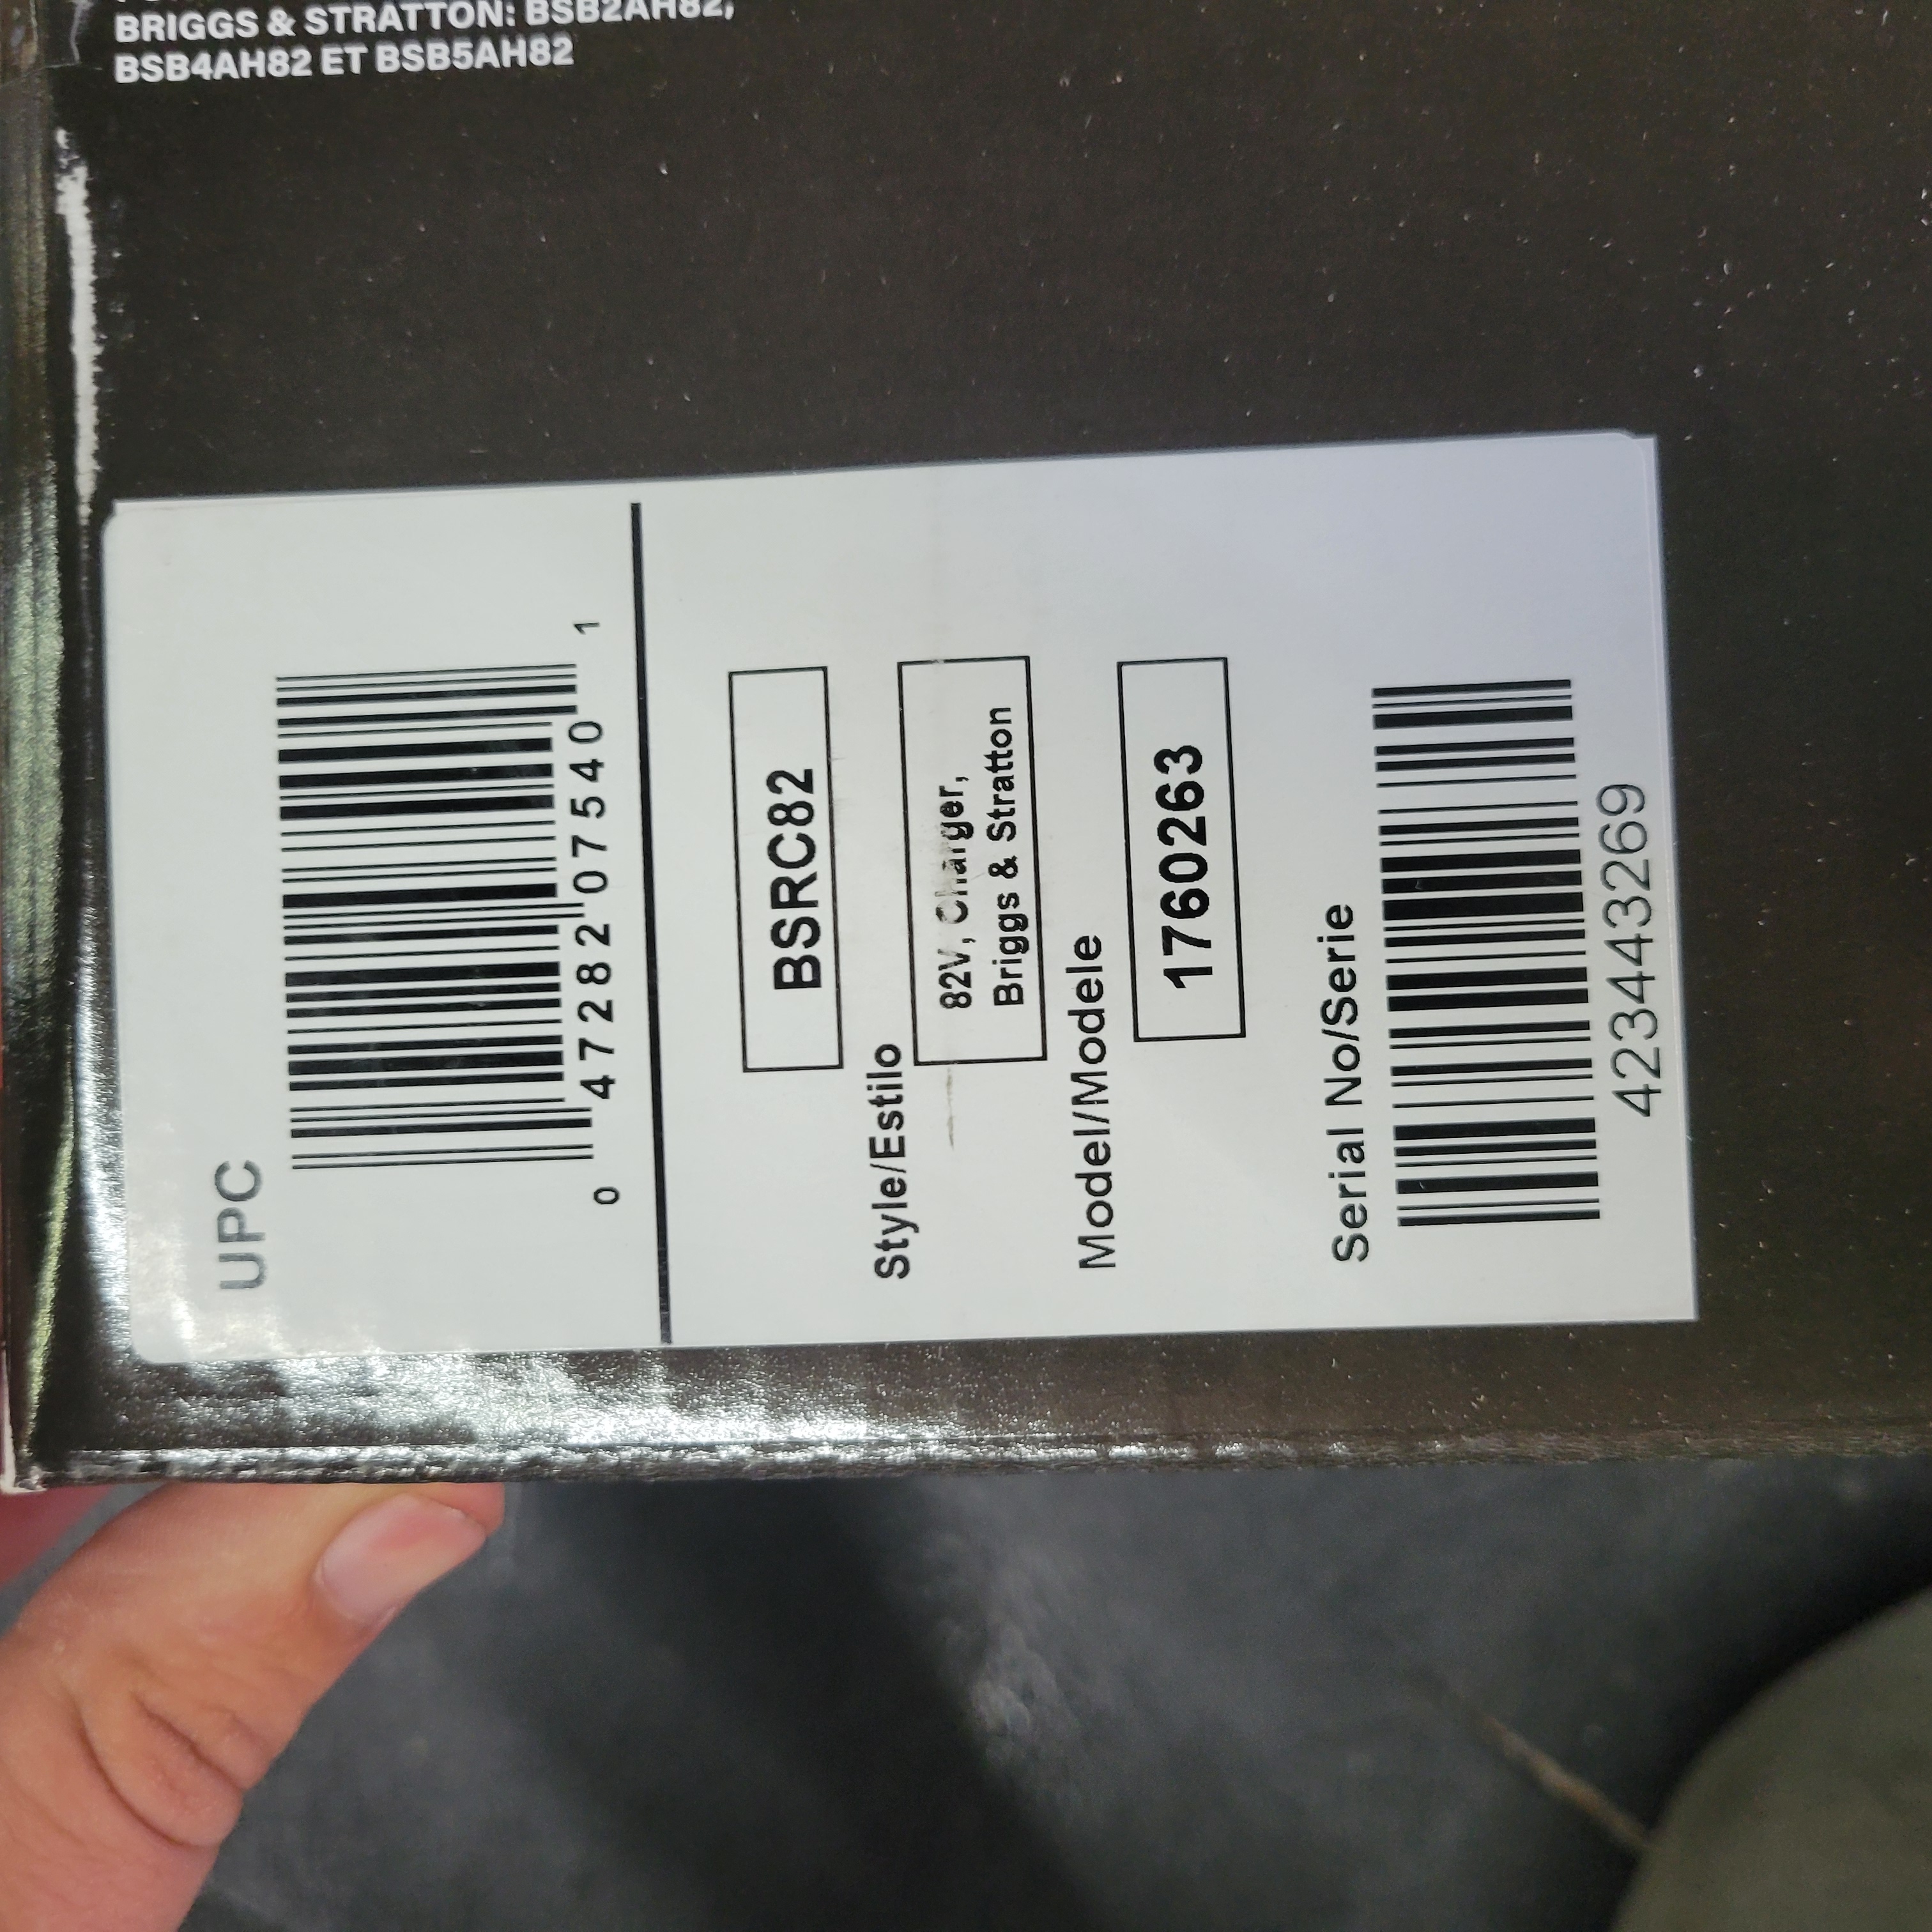 BRIGGS & STRATTON: BSB2AH82,
BSB4AH82 ET BSB5AH82
UPC
0 47282 07540 1
BSRC82
Style/Estilo
82V, Charger,
Briggs & Stratton
Model/Modele
1760263
Serial No/Serie
4234443269